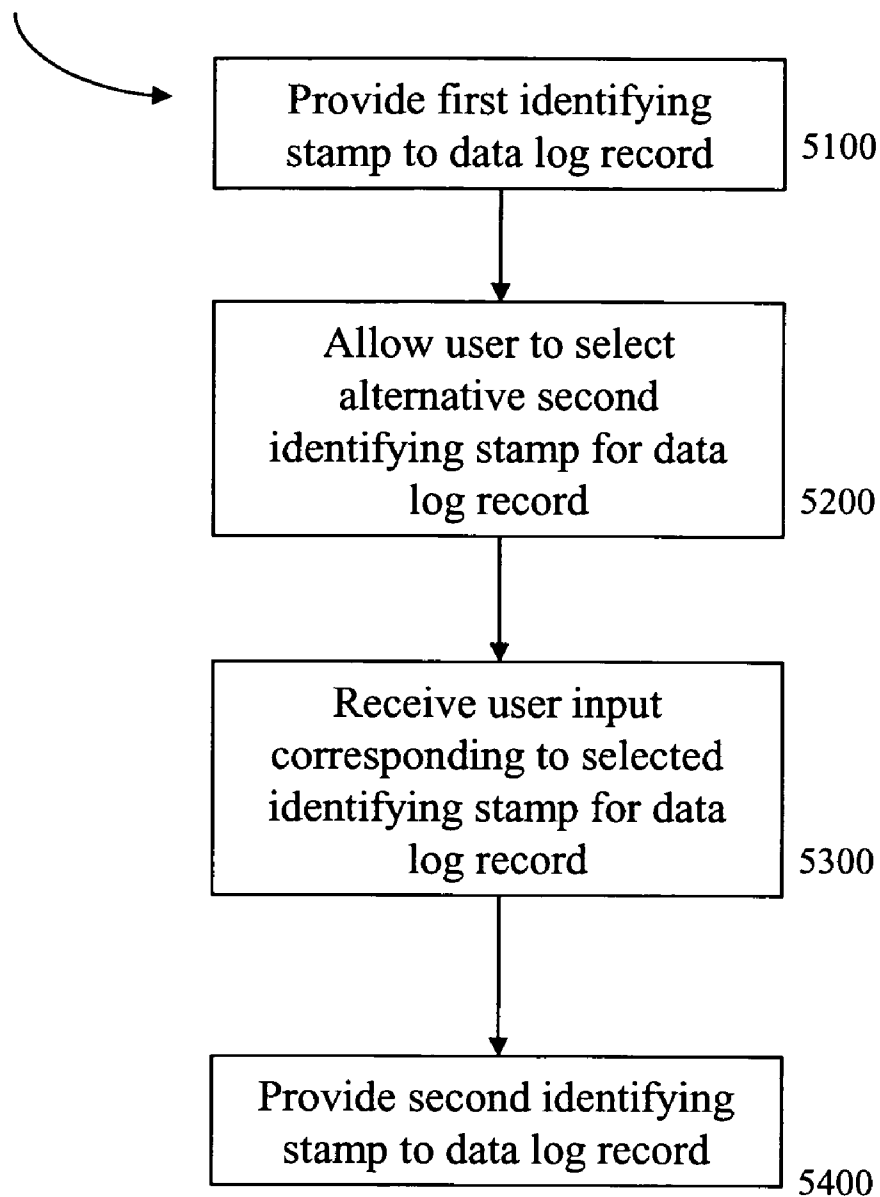 Provide first identifying
stamp to data log record
5100
Allow user to select
alternative second
identifying stamp for data
log record
5200
Receive user input
corresponding to selected
identifying stamp for data
log record
5300
Provide second identifying
stamp to data log record
5400